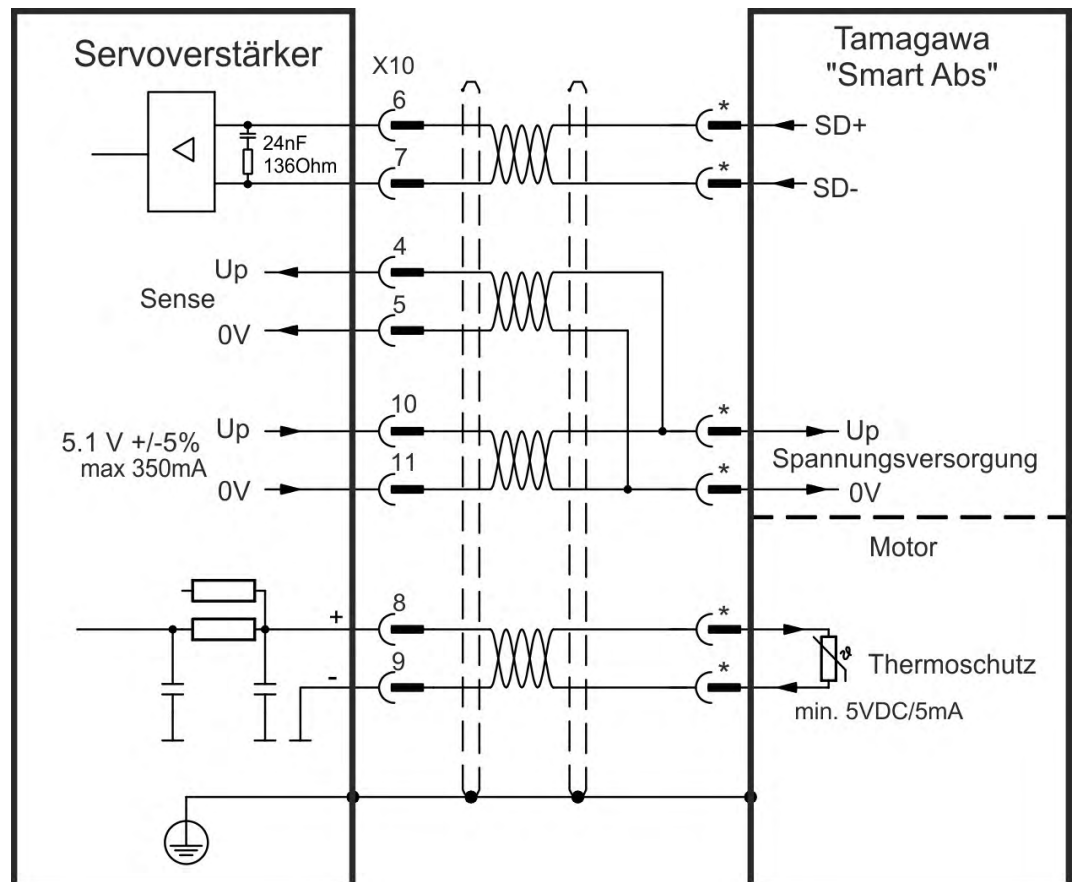 Servoverstärker
X10
Tamagawa
"Smart Abs"
6
*
SD+
24nF
136Ohm
7
*
SD-
4
Up
Sense
5
0V
10
*
5.1 V +/-5%
max 350mA
Up
Up
Spannungsversorgung
11
*
0V
0V
Motor
8
*
+
9
*
-
ϑ
Thermoschutz
min. 5VDC/5mA